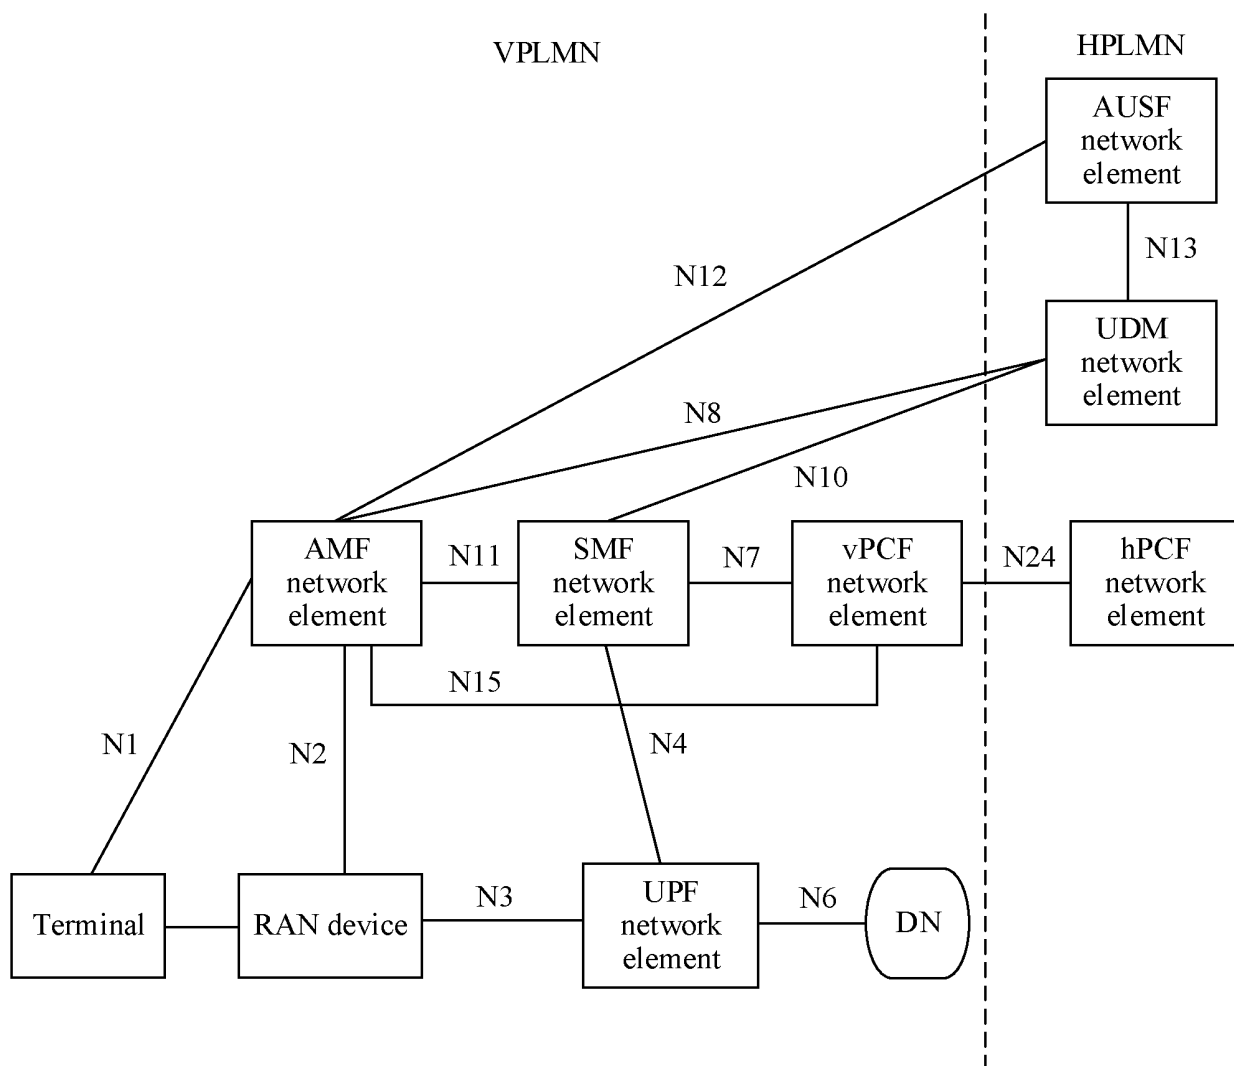 VPLMN
HPLMN
AUSF
network
element
N12
N13
UDM
network
element
N8
N10
AMF
network
element
N11
SMF
network
element
N7
vPCF
network
element
N24
hPCF
network
element
N15
N1
N2
N4
Terminal
RAN device
N3
UPF
network
element
N6
DN